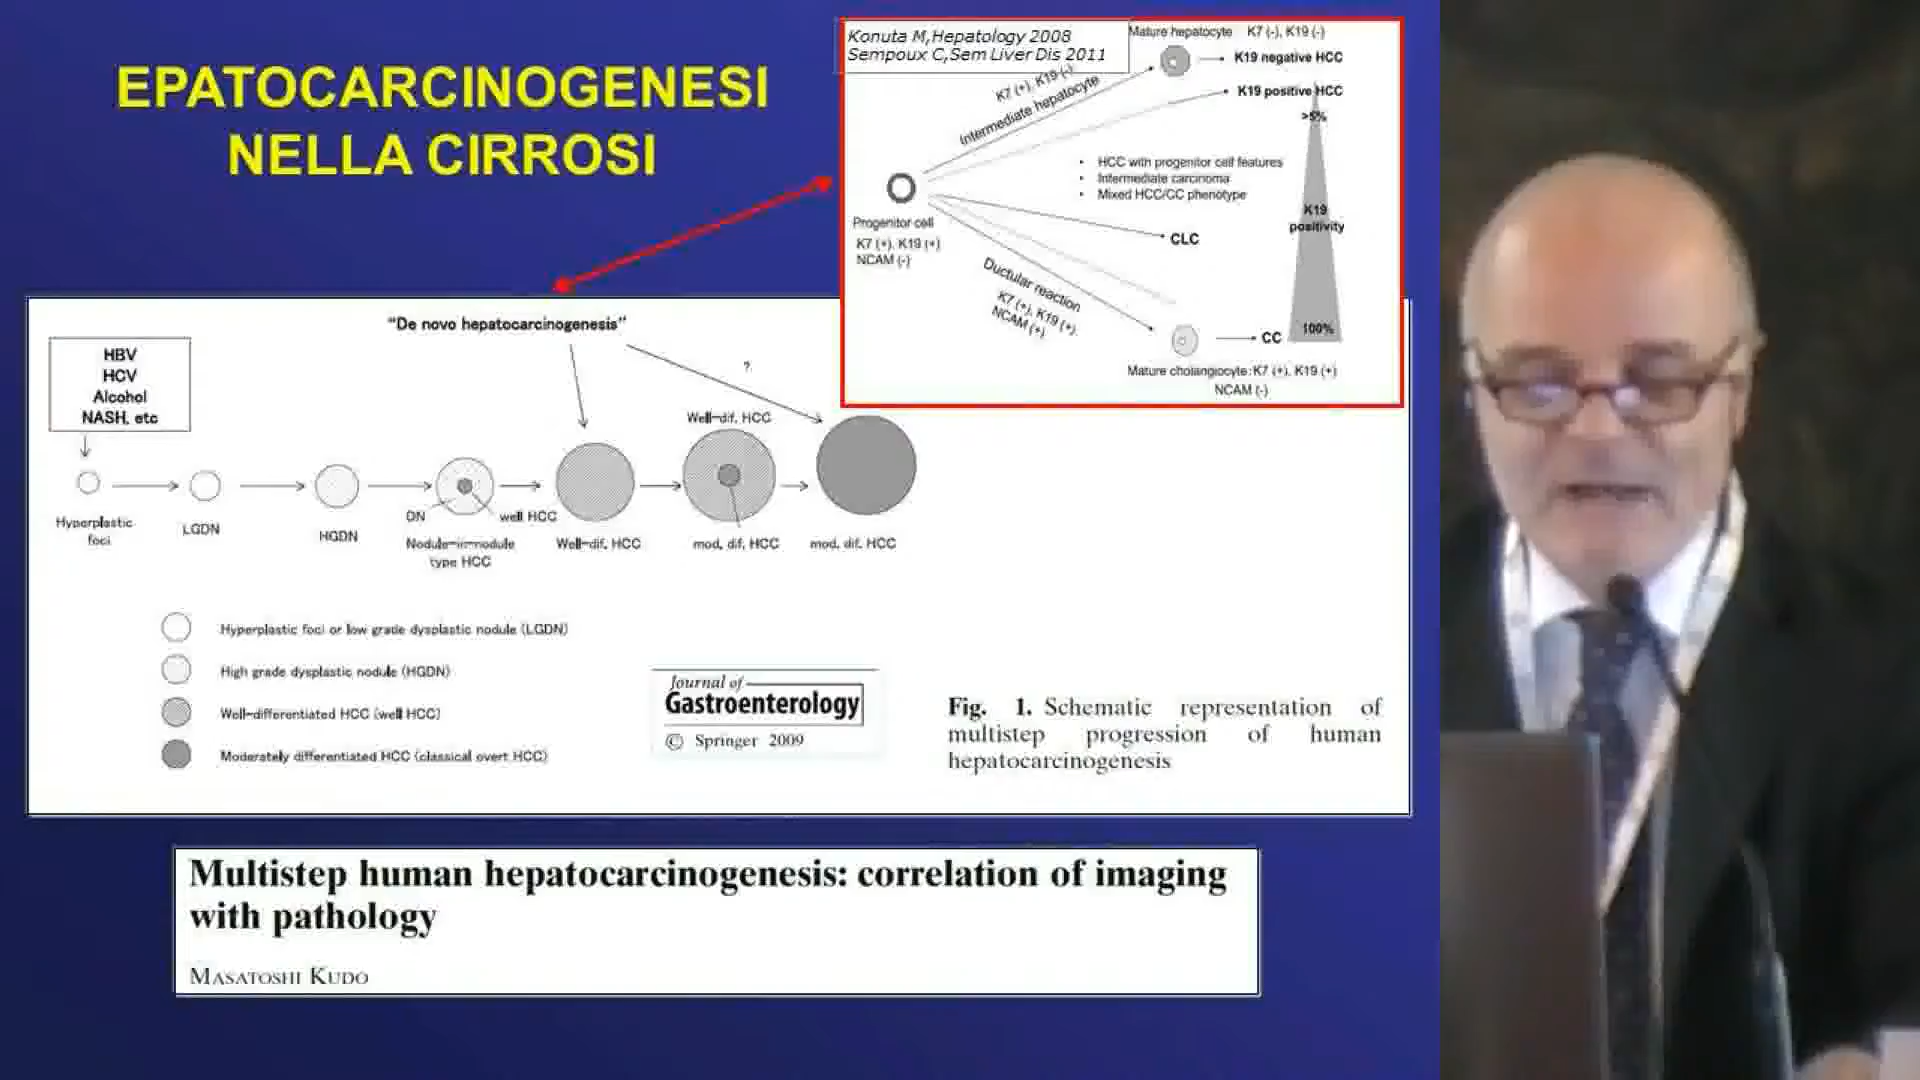 EPATOCARCINOGENESI
NELLA CIRROSI
Konuta M,Hepatology 2008
Sempoux C,Sem Liver Dis 2011
Mature hepatocyte K7 (-), K19 (-)
K19 negative HCC
K7 (+), K19 (-)
Intermediate hepatocyte
K19 positive HCC
>5%
• HCC with progenitor cell features
• Intermediate carcinoma
• Mixed HCC/CC phenotype
K19
positivity
Progenitor cell
K7 (+), K19 (+)
NCAM (-)
CLC
Ductular reaction
K7 (+), K19 (+),
NCAM (+)
100%
CC
Mature cholangiocyte: K7 (+), K19 (+)
NCAM (-)
"De novo hepatocarcinogenesis"
HBV
HCV
Alcohol
NASH, etc
?
Well-dif. HCC
DN
well HCC
Hyperplastic
foci
LGDN
HGDN
Nodule-in-nodule
type HCC
Well-dif. HCC
mod. dif. HCC
mod. dif. HCC
Hyperplastic foci or low grade dysplastic nodule (LGDN)
High grade dysplastic nodule (HGDN)
Well-differentiated HCC (well HCC)
Moderately differentiated HCC (classical overt HCC)
Journal of
Gastroenterology
© Springer 2009
Fig. 1. Schematic representation of
multistep progression of human
hepatocarcinogenesis
Multistep human hepatocarcinogenesis: correlation of imaging
with pathology
MASATOSHI KUDO